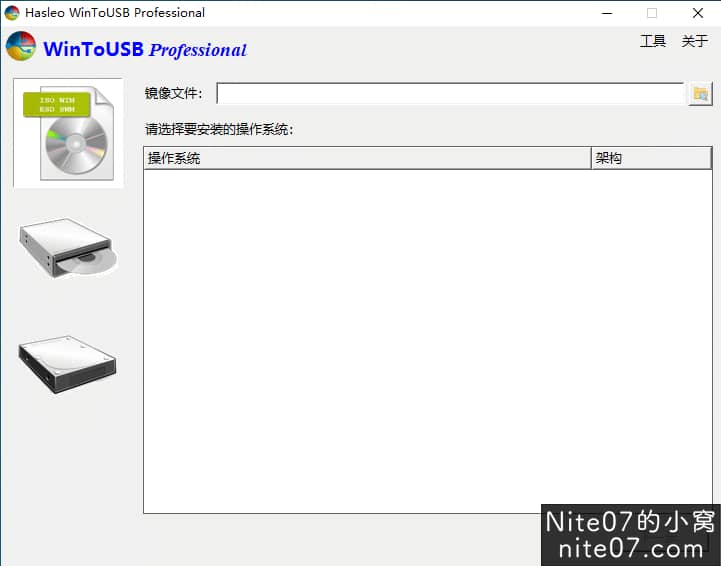 Hasleo WinToUSB Professional
WinToUSB Professional
工具 关于
ISO WIM
ESD SWM
镜像文件:
请选择要安装的操作系统:
操作系统 架构
Nite07的小窝
nite07.com